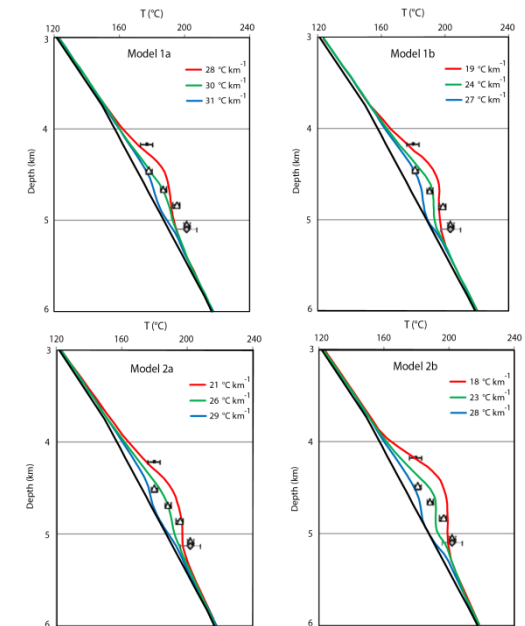 T (°C)
120 160 200 240
3
Model 1a
28 °C km-1
30 °C km-1
31 °C km-1
4
Depth (km)
5
6
T (°C)
120 160 200 240
3
Model 1b
19 °C km-1
24 °C km-1
27 °C km-1
4
Depth (km)
5
6
T (°C)
120 160 200 240
3
Model 2a
21 °C km-1
26 °C km-1
29 °C km-1
4
Depth (km)
5
6
T (°C)
120 160 200 240
3
Model 2b
18 °C km-1
23 °C km-1
28 °C km-1
4
Depth (km)
5
6